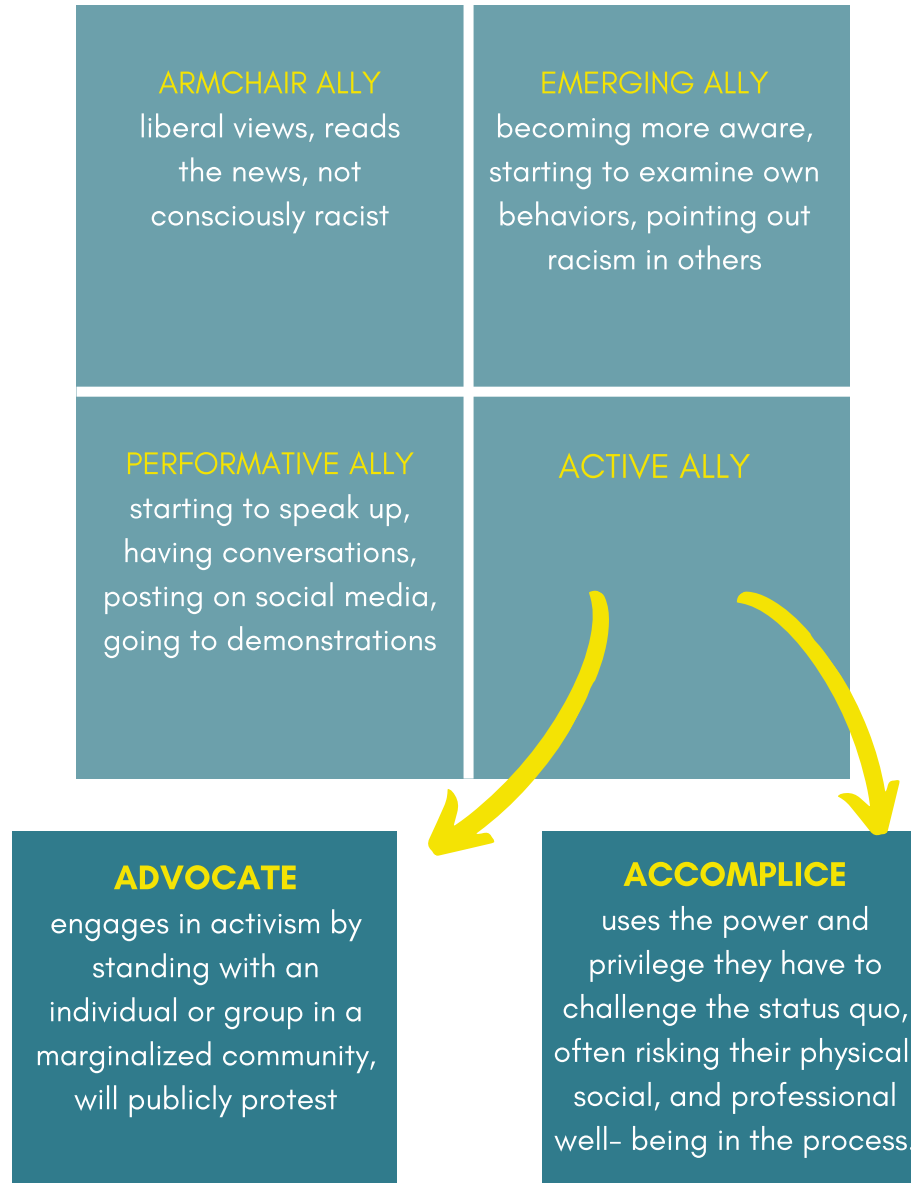 ARMCHAIR ALLY
liberal views, reads
the news, not
consciously racist
EMERGING ALLY
becoming more aware,
starting to examine own
behaviors, pointing out
racism in others
PERFORMATIVE ALLY
starting to speak up,
having conversations,
posting on social media,
going to demonstrations
ACTIVE ALLY
ADVOCATE
engages in activism by
standing with an
individual or group in a
marginalized community,
will publicly protest
ACCOMPLICE
uses the power and
privilege they have to
challenge the status quo,
often risking their physical
social, and professional
well- being in the process.